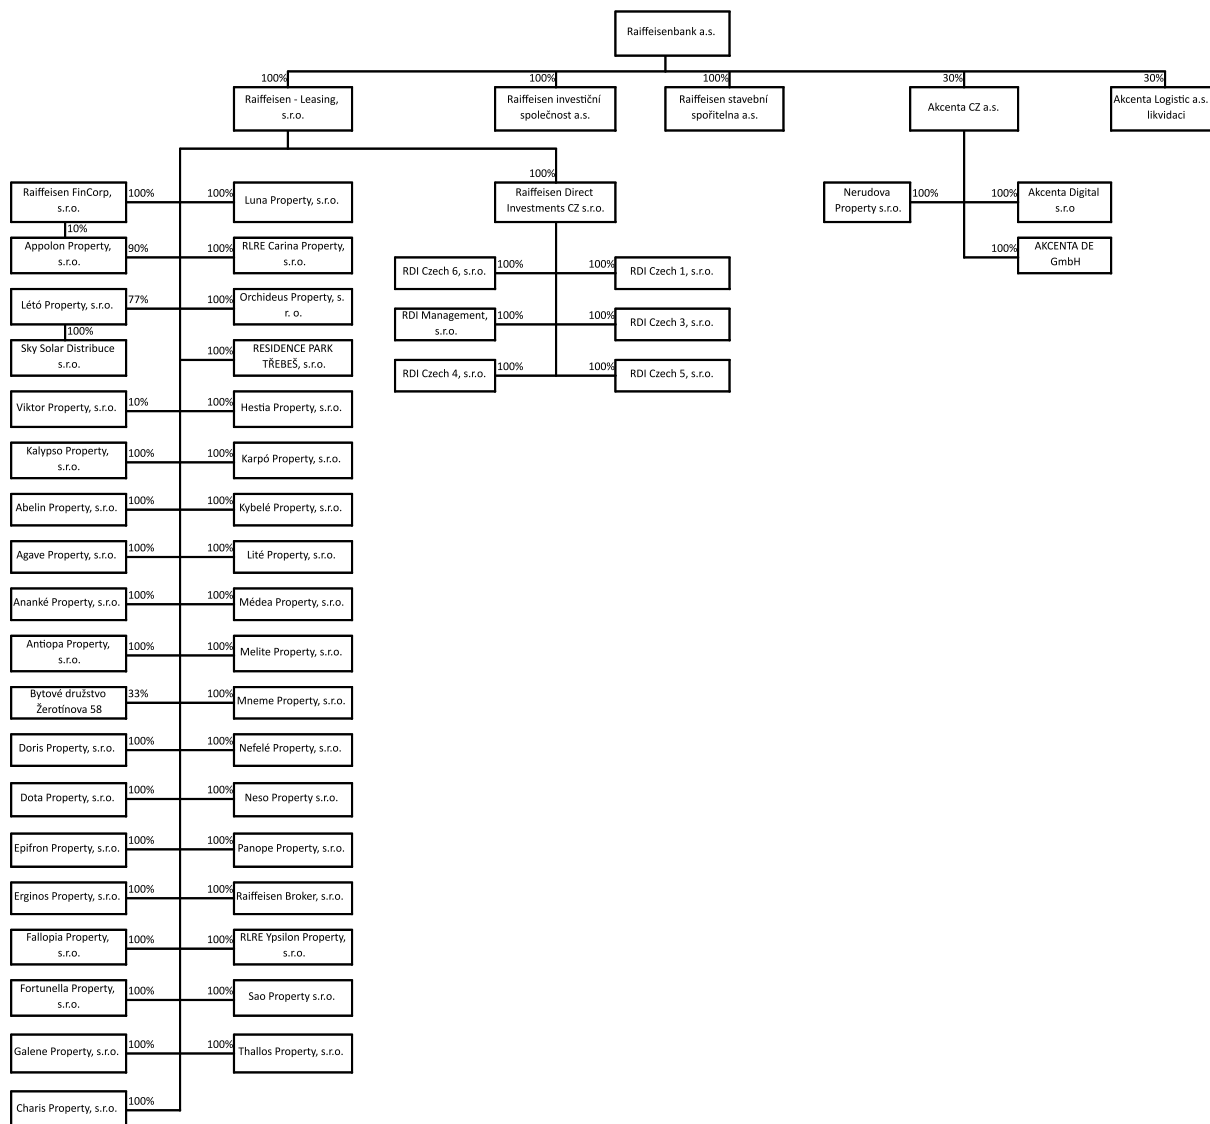 Raiffeisenbank a.s.
100%
100%
100%
30%
30%
Raiffeisen - Leasing,
s.r.o.
Raiffeisen investiční
společnost a.s.
Raiffeisen stavební
spořitelna a.s.
Akcenta CZ a.s.
Akcenta Logistic a.s.
likvidaci
100%
Raiffeisen FinCorp,
s.r.o.
100%
100%
Luna Property, s.r.o.
Raiffeisen Direct
Investments CZ s.r.o.
Nerudova
Property s.r.o.
100%
100%
Akcenta Digital
s.r.o
10%
Appolon Property,
s.r.o.
90%
100%
RLRE Carina Property,
s.r.o.
100%
AKCENTA DE
GmbH
RDI Czech 6, s.r.o.
100%
100%
RDI Czech 1, s.r.o.
Létó Property, s.r.o.
77%
100%
Orchideus Property, s.
r. o.
RDI Management,
s.r.o.
100%
100%
RDI Czech 3, s.r.o.
100%
Sky Solar Distribuce
s.r.o.
100%
RESIDENCE PARK
TŘEBEŠ, s.r.o.
RDI Czech 4, s.r.o.
100%
100%
RDI Czech 5, s.r.o.
Viktor Property, s.r.o.
10%
100%
Hestia Property, s.r.o.
Kalypso Property,
s.r.o.
100%
100%
Karpó Property, s.r.o.
Abelin Property, s.r.o.
100%
100%
Kybelé Property, s.r.o.
Agave Property, s.r.o.
100%
100%
Lité Property, s.r.o.
Ananké Property, s.r.o.
100%
100%
Médea Property, s.r.o.
Antiopa Property,
s.r.o.
100%
100%
Melite Property, s.r.o.
Bytové družstvo
Žerotínova 58
33%
100%
Mneme Property, s.r.o.
Doris Property, s.r.o.
100%
100%
Nefelé Property, s.r.o.
Dota Property, s.r.o.
100%
100%
Neso Property s.r.o.
Epifron Property, s.r.o.
100%
100%
Panope Property, s.r.o.
Erginos Property, s.r.o.
100%
100%
Raiffeisen Broker, s.r.o.
Fallopia Property,
s.r.o.
100%
100%
RLRE Ypsilon Property,
s.r.o.
Fortunella Property,
s.r.o.
100%
100%
Sao Property s.r.o.
Galene Property, s.r.o.
100%
100%
Thallos Property, s.r.o.
Charis Property, s.r.o.
100%